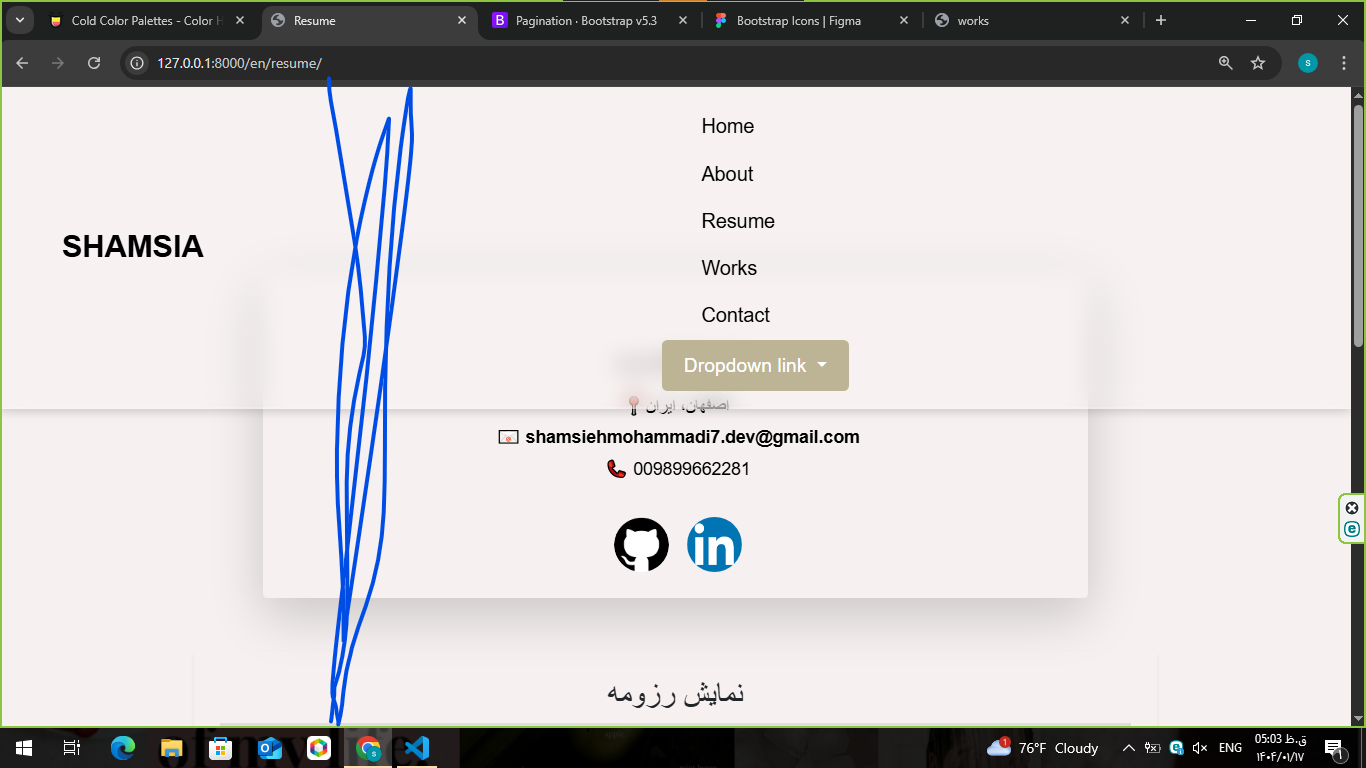 Cold Color Palettes - Color H
Resume
Pagination · Bootstrap v5.3
Bootstrap Icons | Figma
works
127.0.0.1:8000/en/resume/
s
Home
About
Resume
Works
Contact
SHAMSIA
Dropdown link
اصفهان، ایران
shamsiehmohammadi7.dev@gmail.com
009899662281
in
نمایش رزومه
76°F Cloudy
ENG
05:03 ق.ظ
۱۴۰۴/۰۱/۱۷
1